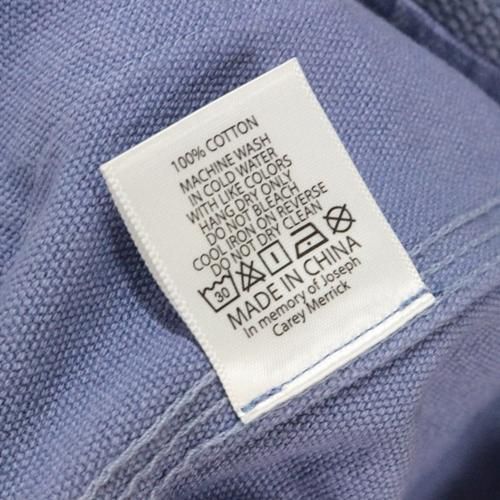 100% COTTON
MACHINE WASH
IN COLD WATER
WITH LIKE COLORS
HANG DRY ONLY
DO NOT BLEACH
COOL IRON ON REVERSE
DO NOT DRY CLEAN
30
MADE IN CHINA
In memory of Joseph
Carey Merrick